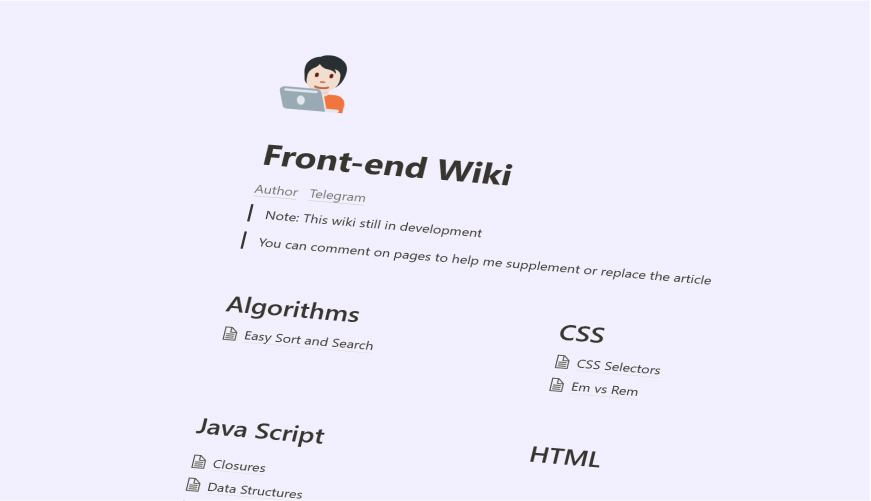 Front-end Wiki
Author Telegram
Note: This wiki still in development
You can comment on pages to help me supplement or replace the article
Algorithms
Easy Sort and Search
CSS
CSS Selectors
Em vs Rem
Java Script
Closures
Data Structures
HTML